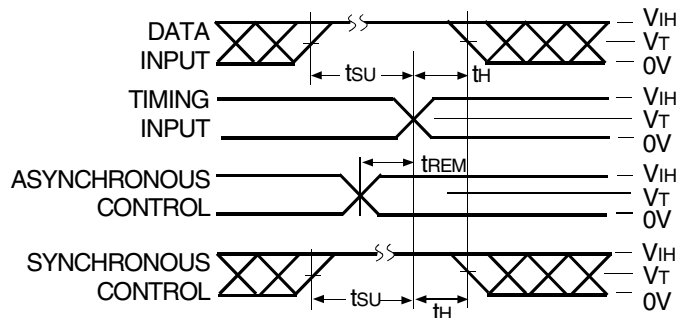 DATA INPUT
tSU
tH
VIH
VT
0V
TIMING INPUT
VIH
VT
0V
tREM
ASYNCHRONOUS CONTROL
VIH
VT
0V
SYNCHRONOUS CONTROL
tSU
tH
VIH
VT
0V